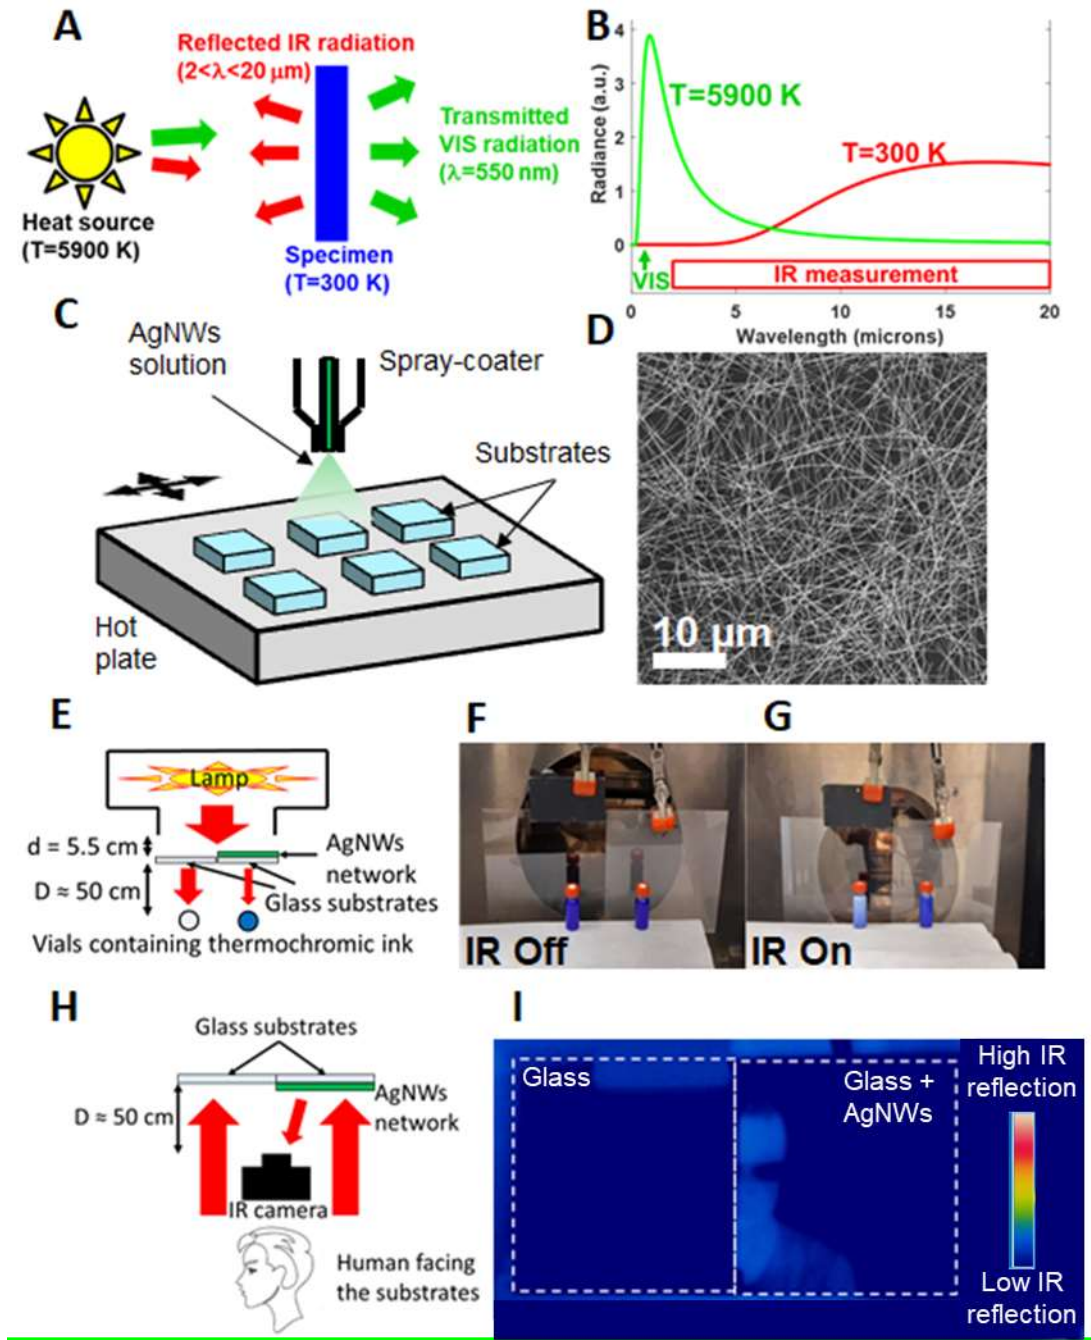 A
Reflected IR radiation
(2<λ<20 μm)
Transmitted
VIS radiation
(λ=550 nm)
Heat source
(T=5900 K)
Specimen
(T=300 K)
B
Radiance (a.u.)
4
3
2
1
0
T=5900 K
T=300 K
VIS
IR measurement
0
5
10
15
20
Wavelength (microns)
C
AgNWs
solution
Spray-coater
Substrates
Hot
plate
D
10 μm
E
Lamp
d = 5.5 cm
AgNWs
network
D ≈ 50 cm
Glass substrates
Vials containing thermochromic ink
F
IR Off
G
IR On
H
Glass substrates
D ≈ 50 cm
AgNWs
network
IR camera
Human facing
the substrates
I
Glass
Glass +
AgNWs
High IR
reflection
Low IR
reflection